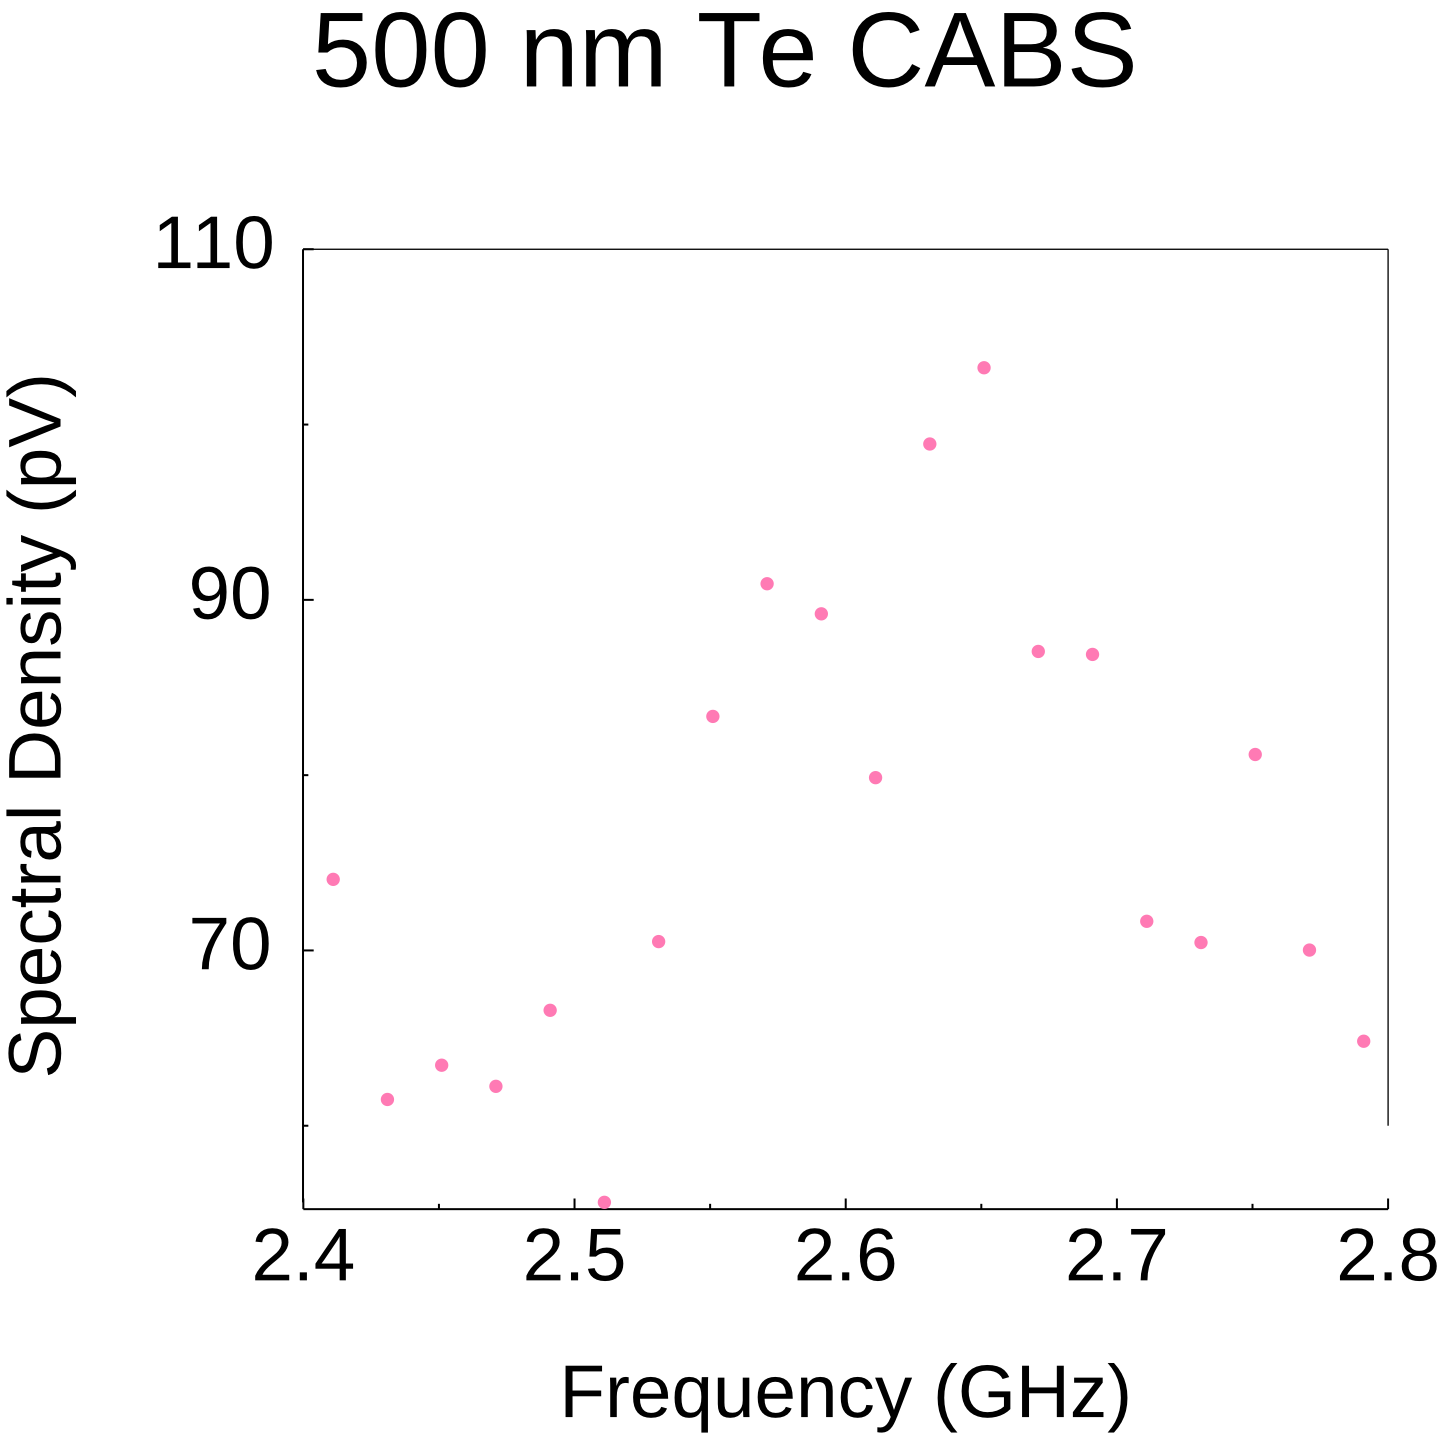 500 nm Te CABS
110
90
70
Spectral Density (pV)
2.4 2.5 2.6 2.7 2.8
Frequency (GHz)